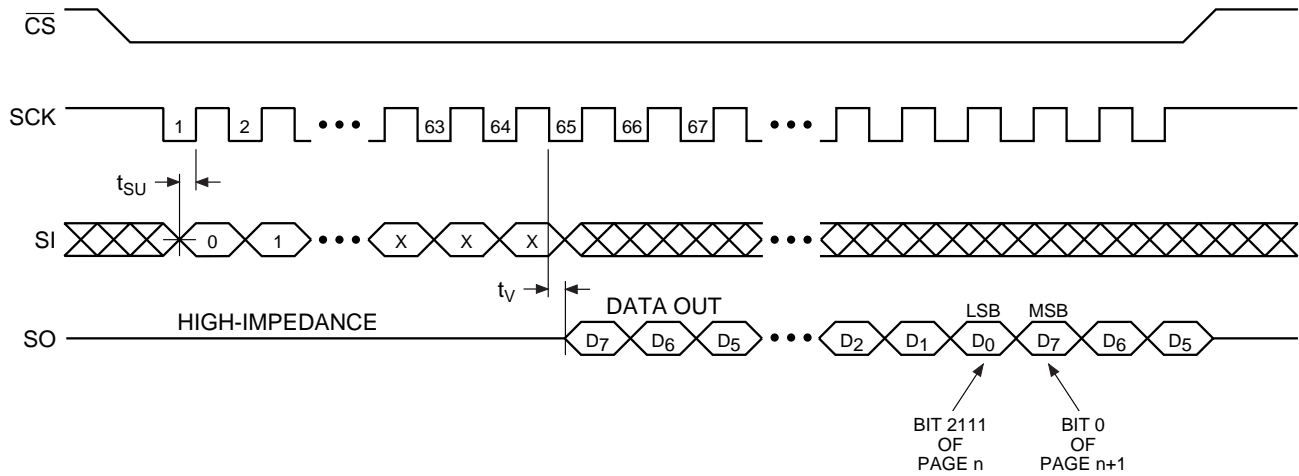 CS
SCK
1 2 ••• 63 64 65 66 67 •••
tSU
SI
0 1 ••• X X X •••
tV
DATA OUT
HIGH-IMPEDANCE
LSB MSB
SO
D7 D6 D5 ••• D2 D1 D0 D7 D6 D5
BIT 2111
OF
PAGE n
BIT 0
OF
PAGE n+1